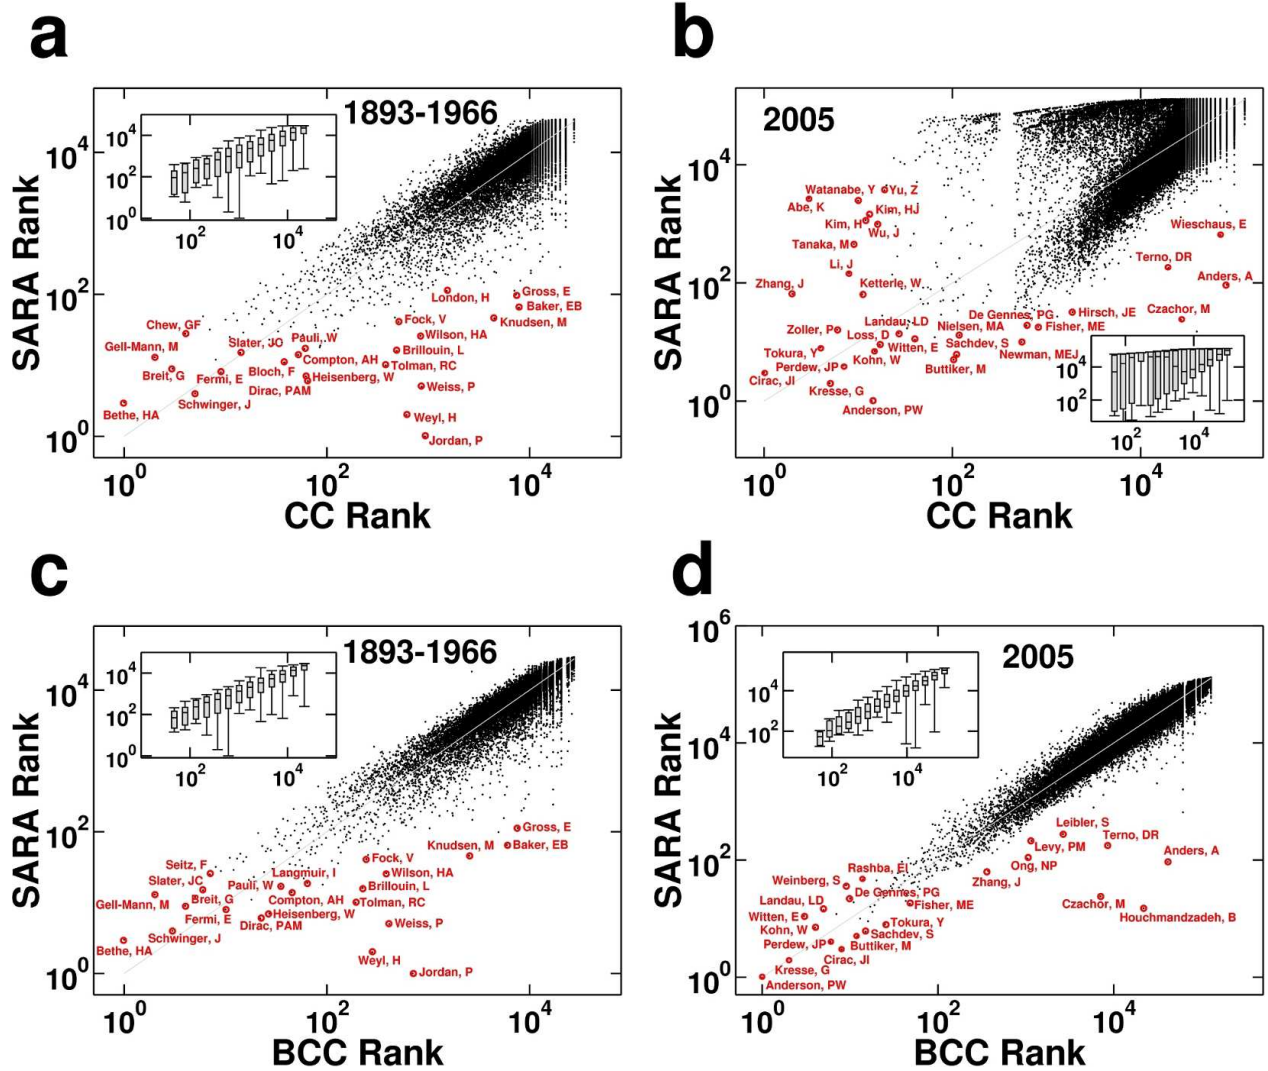 a
1893-1966
SARA Rank
10^4
10^2
10^0
10^4
10^2
10^0
10^2
10^4
London, H
Gross, E
Baker, EB
Knudsen, M
Chew, GF
Fock, V
Wilson, HA
Gell-Mann, M
Slater, JC
Pauli, W
Brillouin, L
Compton, AH
Tolman, RC
Breit, G
Fermi, E
Bloch, F
Heisenberg, W
Dirac, PAM
Weiss, P
Schwinger, J
Bethe, HA
Weyl, H
Jordan, P
10^0
10^2
10^4
CC Rank
b
2005
SARA Rank
10^4
10^2
10^0
Watanabe, Y
Yu, Z
Abe, K
Kim, HJ
Kim, H
Wu, J
Wieschaus, E
Tanaka, M
Terno, DR
Li, J
Anders, A
Zhang, J
Ketterle, W
Czachor, M
De Gennes, PG
Hirsch, JE
Landau, LD
Nielsen, MA
Fisher, ME
Zoller, P
Loss, D
Sachdev, S
Witten, E
Newman, MEJ
Tokura, Y
Kohn, W
Perdew, JP
Buttiker, M
Cirac, JI
Kresse, G
Anderson, PW
10^4
10^2
10^2
10^4
10^0
10^2
10^4
CC Rank
c
1893-1966
SARA Rank
10^4
10^2
10^0
10^4
10^2
10^0
10^2
10^4
Gross, E
Knudsen, M
Baker, EB
Seitz, F
Fock, V
Langmuir, I
Wilson, HA
Slater, JC
Pauli, W
Brillouin, L
Gell-Mann, M
Breit, G
Compton, AH
Tolman, RC
Heisenberg, W
Fermi, E
Dirac, PAM
Weiss, P
Schwinger, J
Bethe, HA
Weyl, H
Jordan, P
10^0
10^2
10^4
BCC Rank
d
2005
SARA Rank
10^6
10^4
10^2
10^0
10^4
10^2
10^2
10^4
Leibler, S
Terno, DR
Levy, PM
Anders, A
Ong, NP
Rashba, EI
Zhang, J
Weinberg, S
De Gennes, PG
Landau, LD
Fisher, ME
Czachor, M
Witten, E
Houchmandzadeh, B
Tokura, Y
Kohn, W
Sachdev, S
Perdew, JP
Buttiker, M
Cirac, JI
Kresse, G
Anderson, PW
10^0
10^2
10^4
BCC Rank